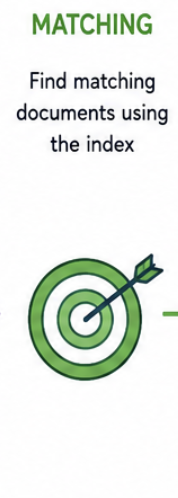 MATCHING
Find matching
documents using
the index